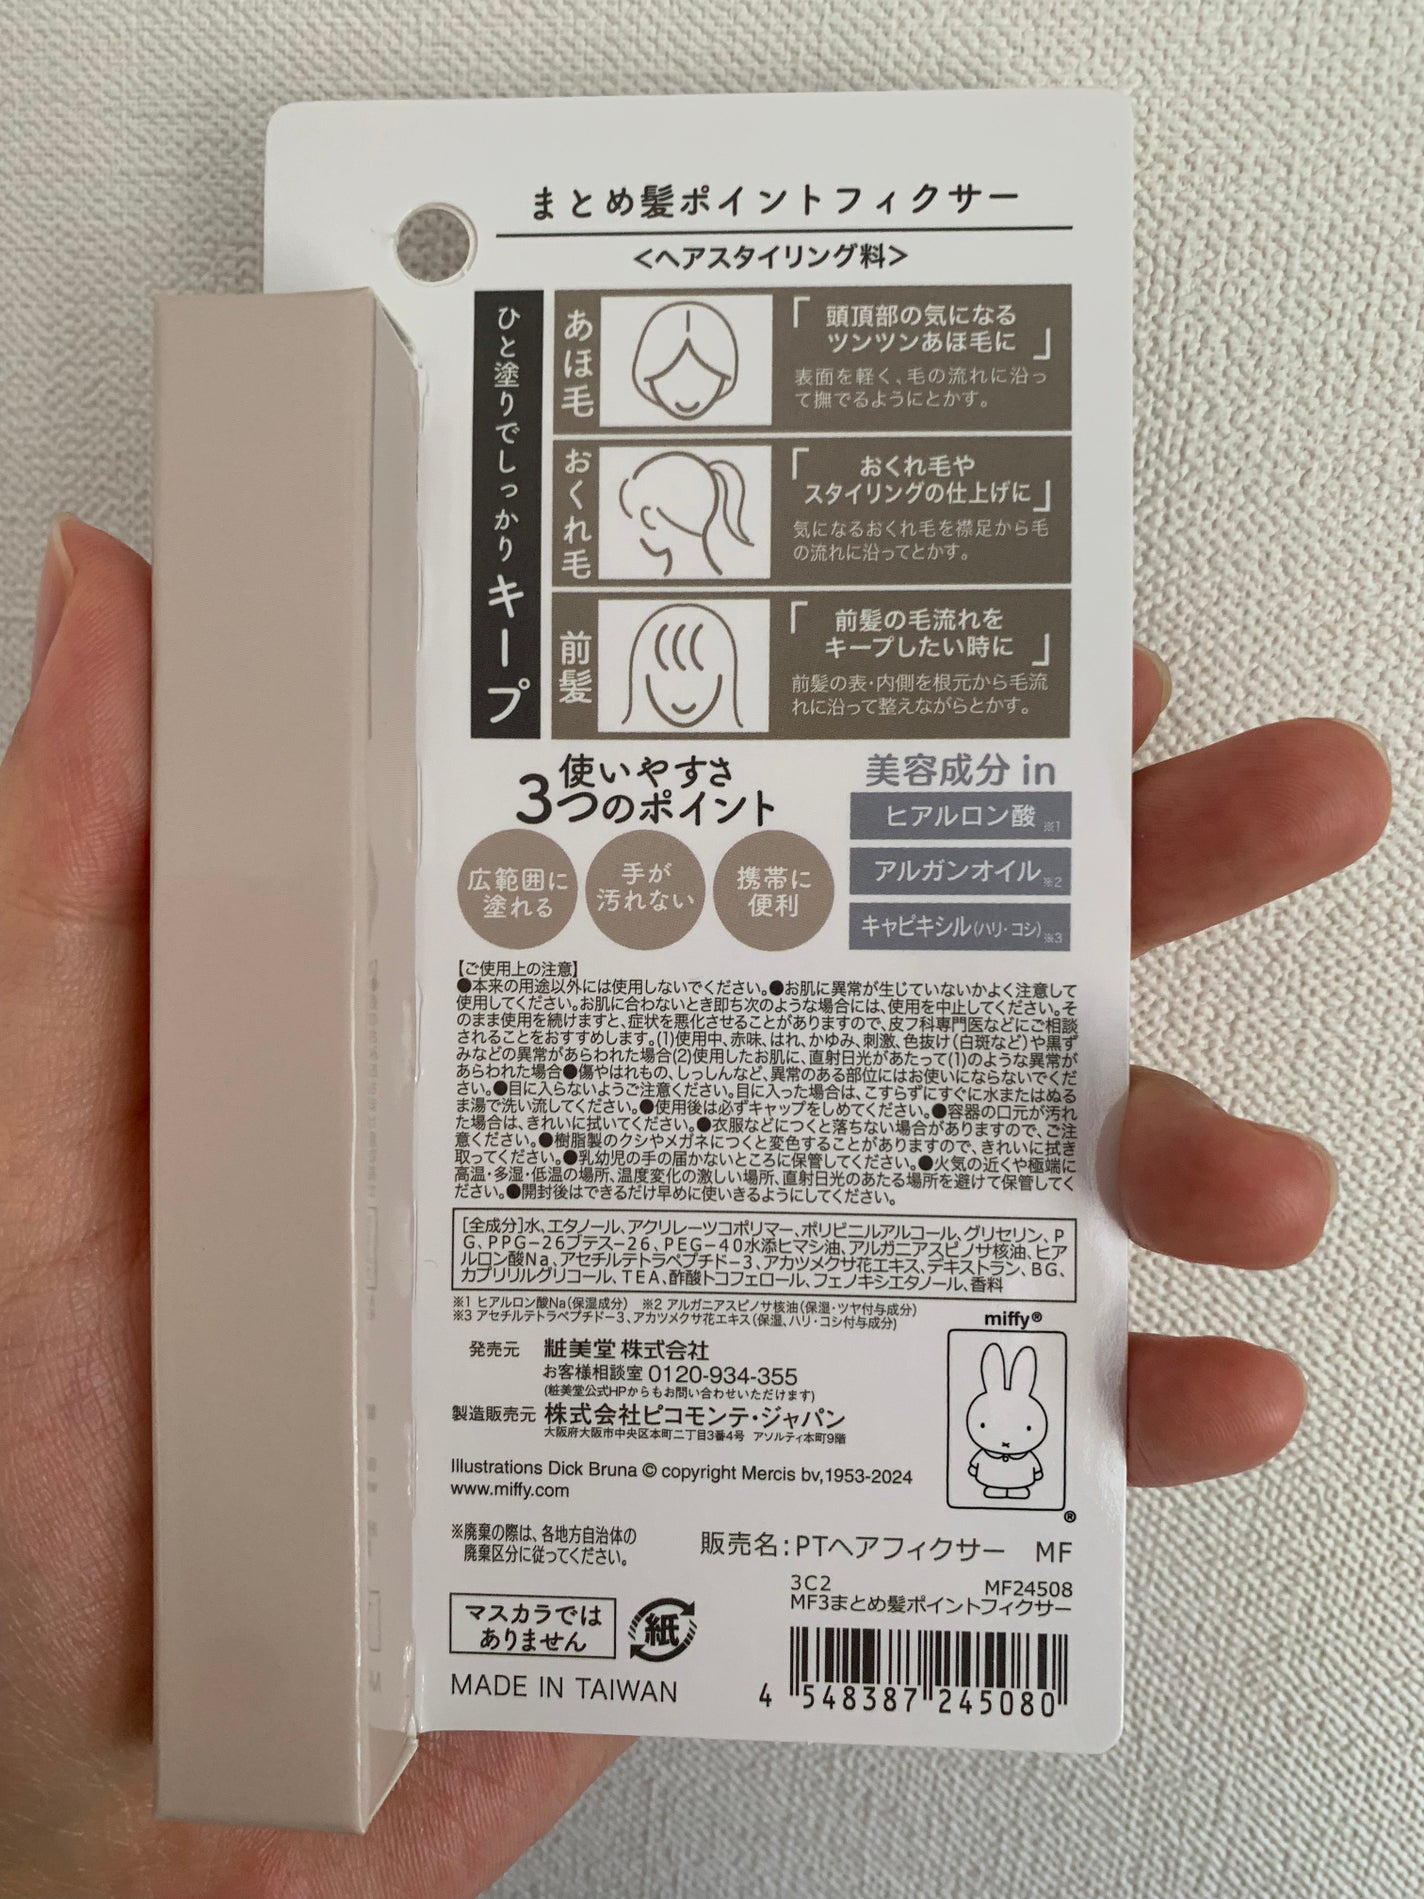 まとめ髪ポイントフィクサー
<ヘアスタイリング料>
ひと塗りでしっかりキープ
あほ毛
「頭頂部の気になる
ツンツンあほ毛に」
表面を軽く、毛の流れに沿っ
て撫でるようにとかす。
おくれ毛
「おくれ毛や
スタイリングの仕上げに」
気になるおくれ毛を襟足から毛
の流れに沿ってとかす。
前髪
「前髪の毛流れを
キープしたい時に」
前髪の表・内側を根元から毛流
れに沿って整えながらとかす。
使いやすさ
3つのポイント
広範囲に
塗れる
手が
汚れない
携帯に
便利
美容成分in
ヒアルロン酸※1
アルガンオイル※2
キャピキシル(ハリ・コシ)※3
【ご使用上の注意】
●本来の用途以外には使用しないでください。●お肌に異常が生じていないかよく注意して
使用してください。お肌に合わないとき即ち次のような場合には、使用を中止してください。そ
のまま使用を続けますと、症状を悪化させることがありますので、皮フ科専門医などにご相談
されることをおすすめします。(1)使用中、赤味、はれ、かゆみ、刺激、色抜け(白斑など)や黒ず
みなどの異常があらわれた場合(2)使用したお肌に、直射日光があたって(1)のような異常が
あらわれた場合●傷やはれもの、しっしんなど、異常のある部位にはお使いにならないでくだ
さい。●目に入らないようご注意ください。目に入った場合は、こすらずにすぐに水またはぬる
ま湯で洗い流してください。●使用後は必ずキャップをしめてください。●容器の口元が汚れ
た場合は、きれいに拭いてください。●衣服などにつくと落ちない場合がありますので、ご注
意ください。●樹脂製のクシやメガネにつくと変色することがありますので、きれいに拭き
取ってください。●乳幼児の手の届かないところに保管してください。●火気の近くや極端に
高温・多湿・低温の場所、温度変化の激しい場所、直射日光のあたる場所を避けて保管してく
ださい。●開封後はできるだけ早めに使いきるようにしてください。
[全成分]水、エタノール、アクリレーツコポリマー、ポリビニルアルコール、グリセリン、P
G、PPG-26ブテス-26、PEG-40水添ヒマシ油、アルガニアスピノサ核油、ヒア
ルロン酸Na、アセチルテトラペプチド-3、アカツメクサ花エキス、デキストラン、BG、
カプリリルグリコール、TEA、酢酸トコフェロール、フェノキシエタノール、香料
※1 ヒアルロン酸Na(保湿成分) ※2 アルガニアスピノサ核油(保湿・ツヤ付与成分)
※3 アセチルテトラペプチド-3、アカツメクサ花エキス(保湿、ハリ・コシ付与成分)
発売元 粧美堂 株式会社
お客様相談室 0120-934-355
(粧美堂公式HPからもお問い合わせいただけます)
製造販売元 株式会社ピコモンテ・ジャパン
大阪府大阪市中央区本町二丁目3番4号 アソルティ本町9階
miffy®
®
Illustrations Dick Bruna © copyright Mercis bv,1953-2024
www.miffy.com
※廃棄の際は、各地方自治体の
廃棄区分に従ってください。
販売名:PTヘアフィクサー MF
3C2 MF24508
MF3まとめ髪ポイントフィクサー
マスカラでは
ありません
紙
MADE IN TAIWAN
4 548387 245080